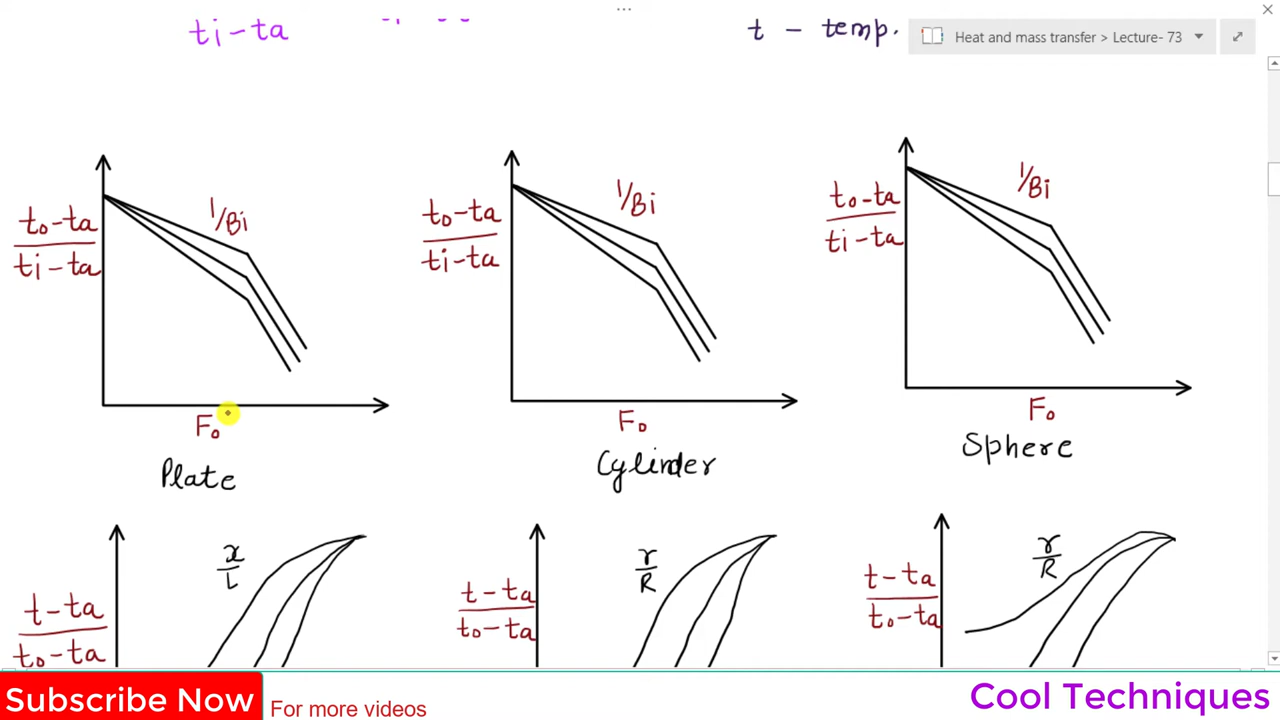 ti-ta
t - temp.
Heat and mass transfer > Lecture- 73
to-ta
ti-ta
1/Bi
Fo
Plate
to-ta
ti-ta
1/Bi
Fo
Cylinder
to-ta
ti-ta
1/Bi
Fo
Sphere
t-ta
to-ta
x
L
t-ta
to-ta
r
R
t-ta
to-ta
r
R
Subscribe Now
For more videos
Cool Techniques